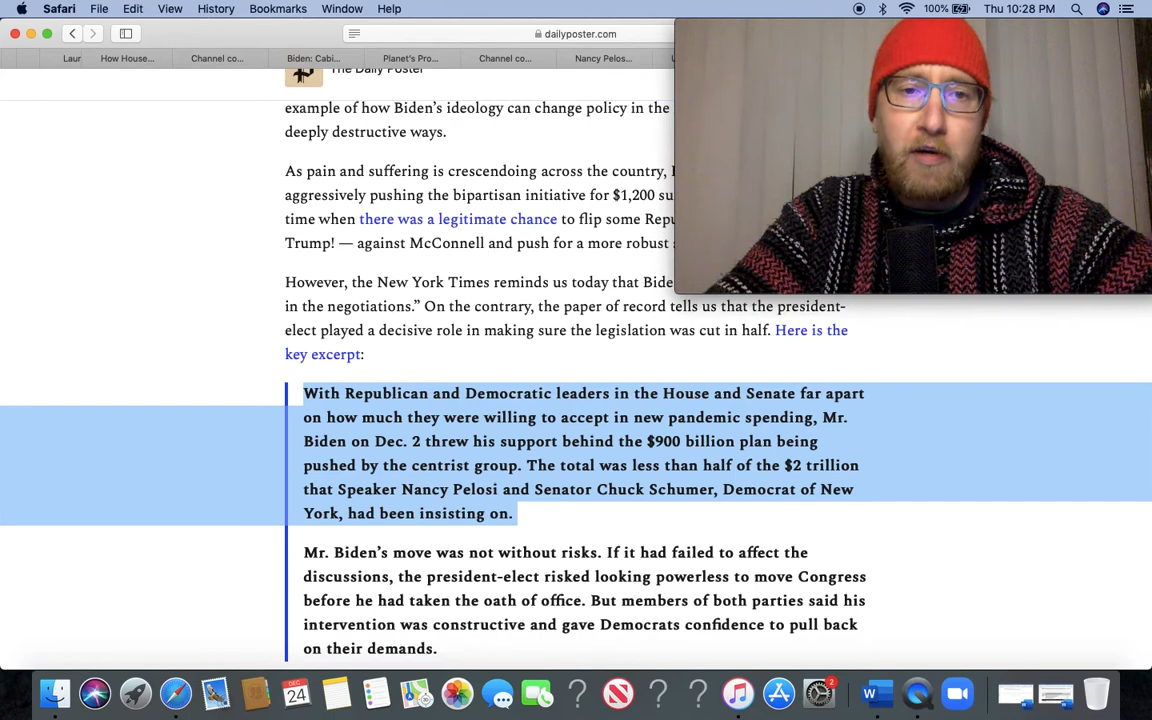 Safari File Edit View History Bookmarks Window Help 100% Thu 10:28 PM
dailyposter.com
Laur How House... Channel co... Biden: Cabi... Planet's Pro... Channel co... Nancy Pelos...
The Daily Poster
example of how Biden's ideology can change policy in the
deeply destructive ways.
As pain and suffering is crescendoing across the country,
aggressively pushing the bipartisan initiative for $1,200
time when there was a legitimate chance to flip some
Trump! — against McConnell and push for a more robust
However, the New York Times reminds us today that
in the negotiations." On the contrary, the paper of record tells us that the president-
elect played a decisive role in making sure the legislation was cut in half. Here is the
key excerpt:
With Republican and Democratic leaders in the House and Senate far apart
on how much they were willing to accept in new pandemic spending, Mr.
Biden on Dec. 2 threw his support behind the $900 billion plan being
pushed by the centrist group. The total was less than half of the $2 trillion
that Speaker Nancy Pelosi and Senator Chuck Schumer, Democrat of New
York, had been insisting on.
Mr. Biden's move was not without risks. If it had failed to affect the
discussions, the president-elect risked looking powerless to move Congress
before he had taken the oath of office. But members of both parties said his
intervention was constructive and gave Democrats confidence to pull back
on their demands.
DEC
24
2